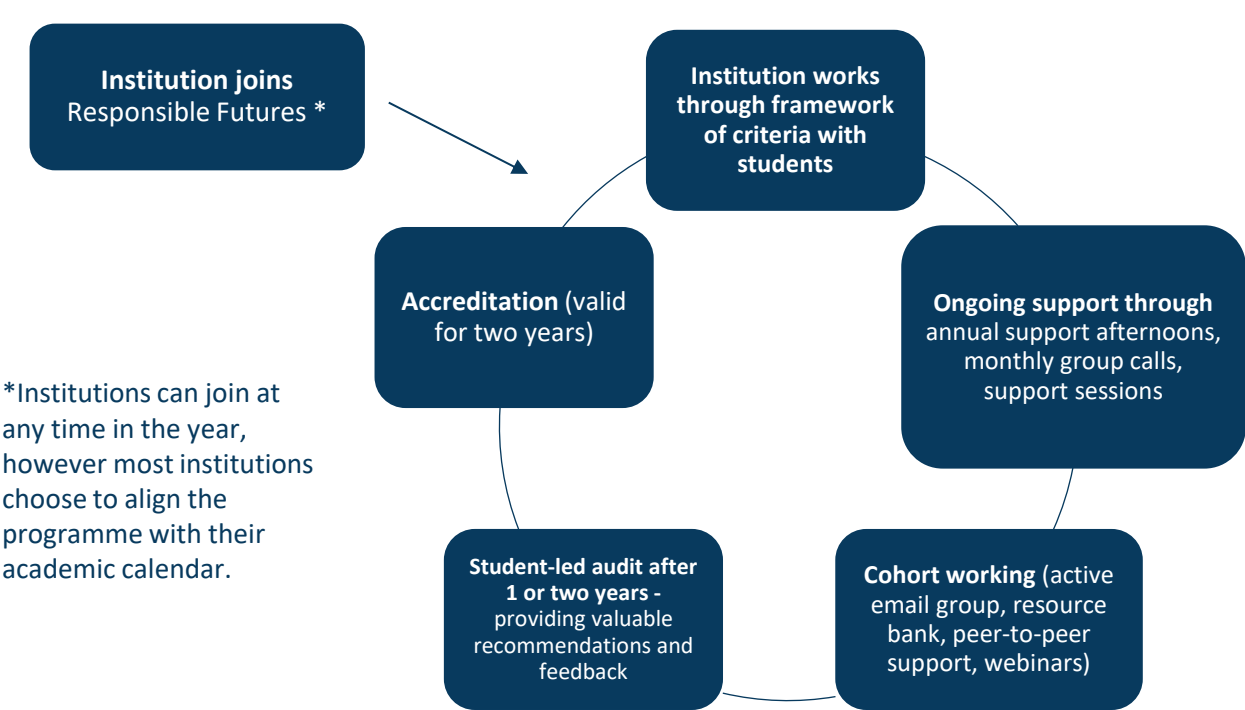 Institution joins
Responsible Futures *
Institution works
through framework
of criteria with
students
Ongoing support through
annual support afternoons,
monthly group calls,
support sessions
Cohort working (active
email group, resource
bank, peer-to-peer
support, webinars)
Student-led audit after
1 or two years -
providing valuable
recommendations and
feedback
Accreditation (valid
for two years)
*Institutions can join at
any time in the year,
however most institutions
choose to align the
programme with their
academic calendar.